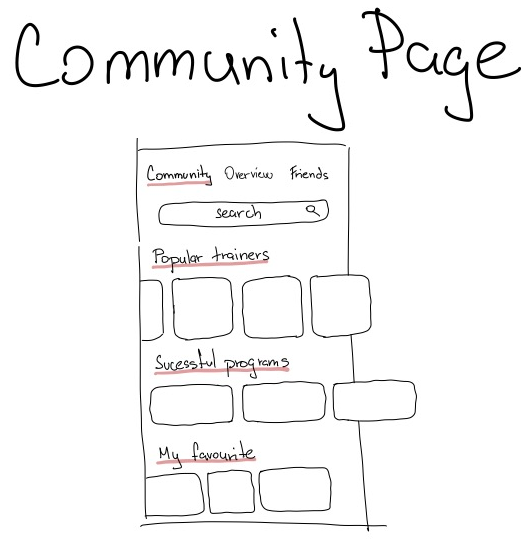 Community Page
Community Overview Friends
search
Popular trainers
Sucessful programs
My favourite